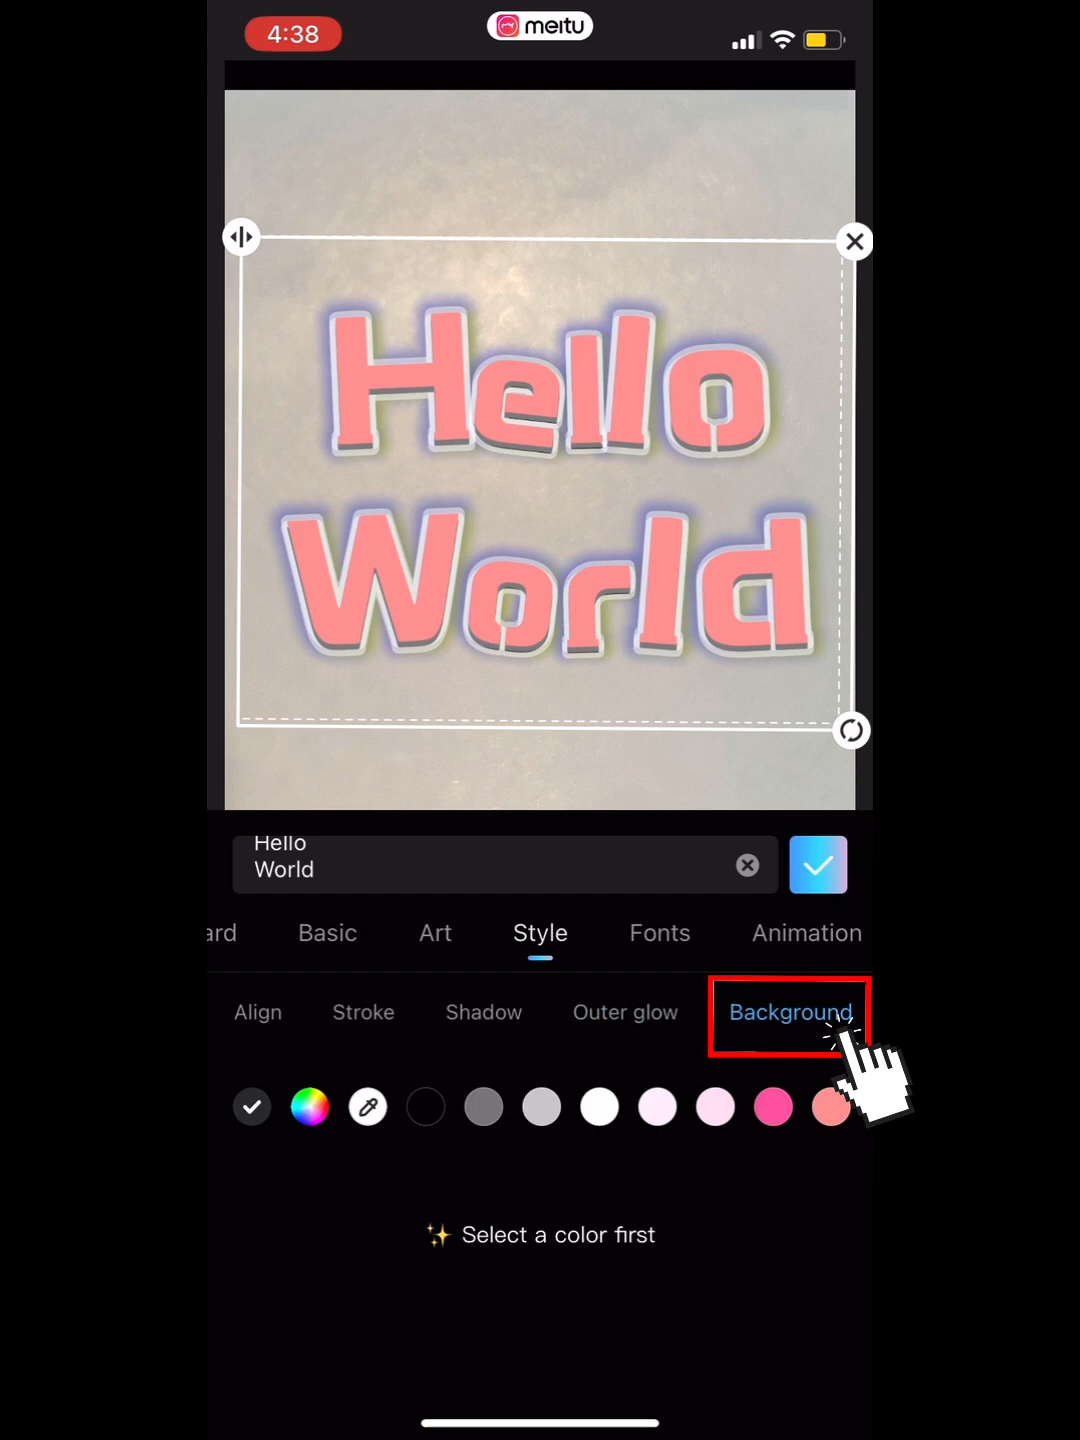 4:38
meitu
Hello
World
Hello
World
ard Basic Art Style Fonts Animation
Align Stroke Shadow Outer glow Background
Select a color first